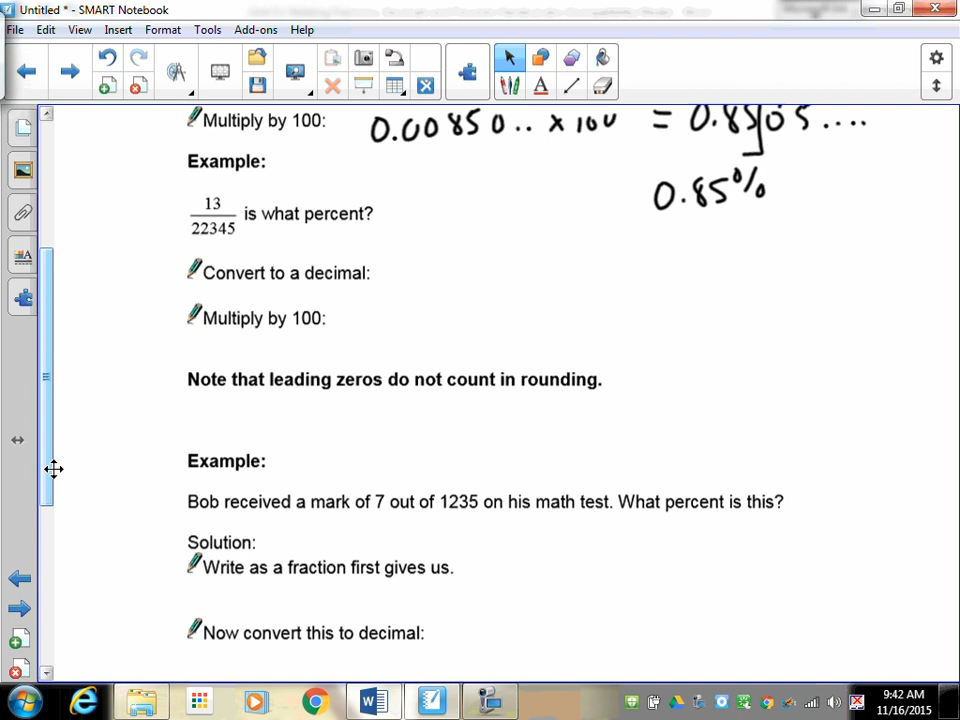 Untitled * - SMART Notebook
File Edit View Insert Format Tools Add-ons Help
Multiply by 100: 0.00850.. x 100 = 0.8505....
Example:
0.85%
13
22345
is what percent?
Convert to a decimal:
Multiply by 100:
Note that leading zeros do not count in rounding.
Example:
Bob received a mark of 7 out of 1235 on his math test. What percent is this?
Solution:
Write as a fraction first gives us.
Now convert this to decimal:
9:42 AM
11/16/2015